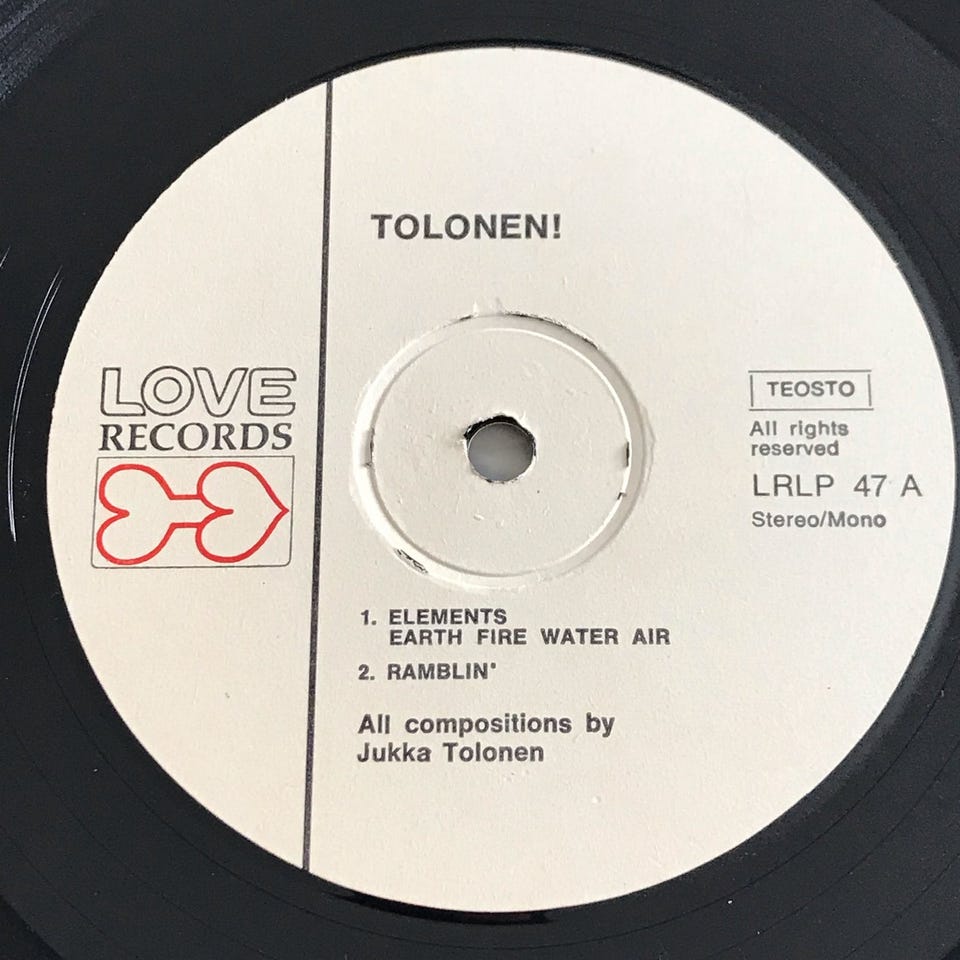 TOLONEN!
LOVE
RECORDS
TEOSTO
All rights
reserved
LRLP 47 A
Stereo/Mono
1. ELEMENTS
EARTH FIRE WATER AIR
2. RAMBLIN'
All compositions by
Jukka Tolonen